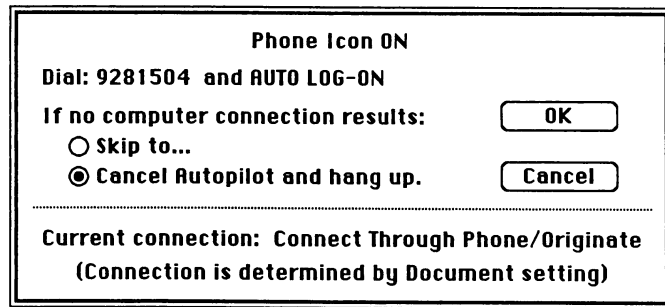 Phone Icon ON
Dial: 9281504 and AUTO LOG-ON
If no computer connection results:
OK
Skip to...
Cancel Autopilot and hang up.
Cancel
Current connection: Connect Through Phone/Originate
(Connection is determined by Document setting)